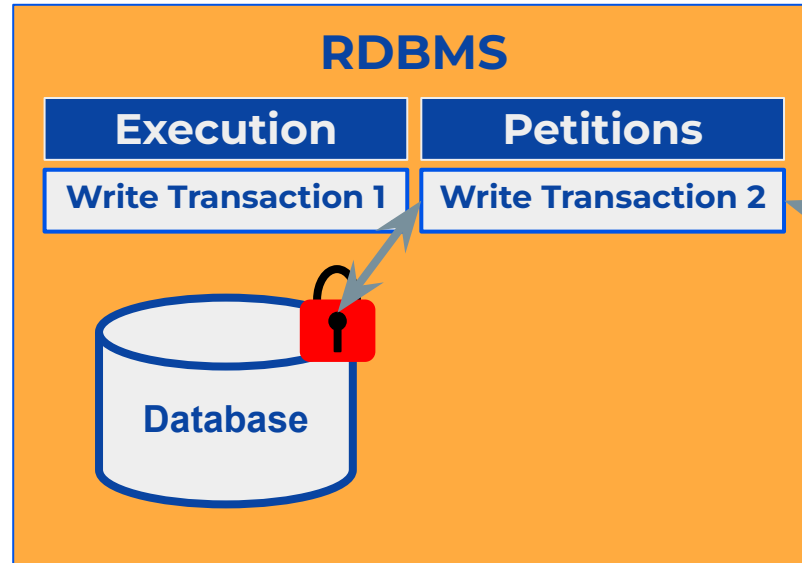 RDBMS
Execution
Petitions
Write Transaction 1
Write Transaction 2
Database